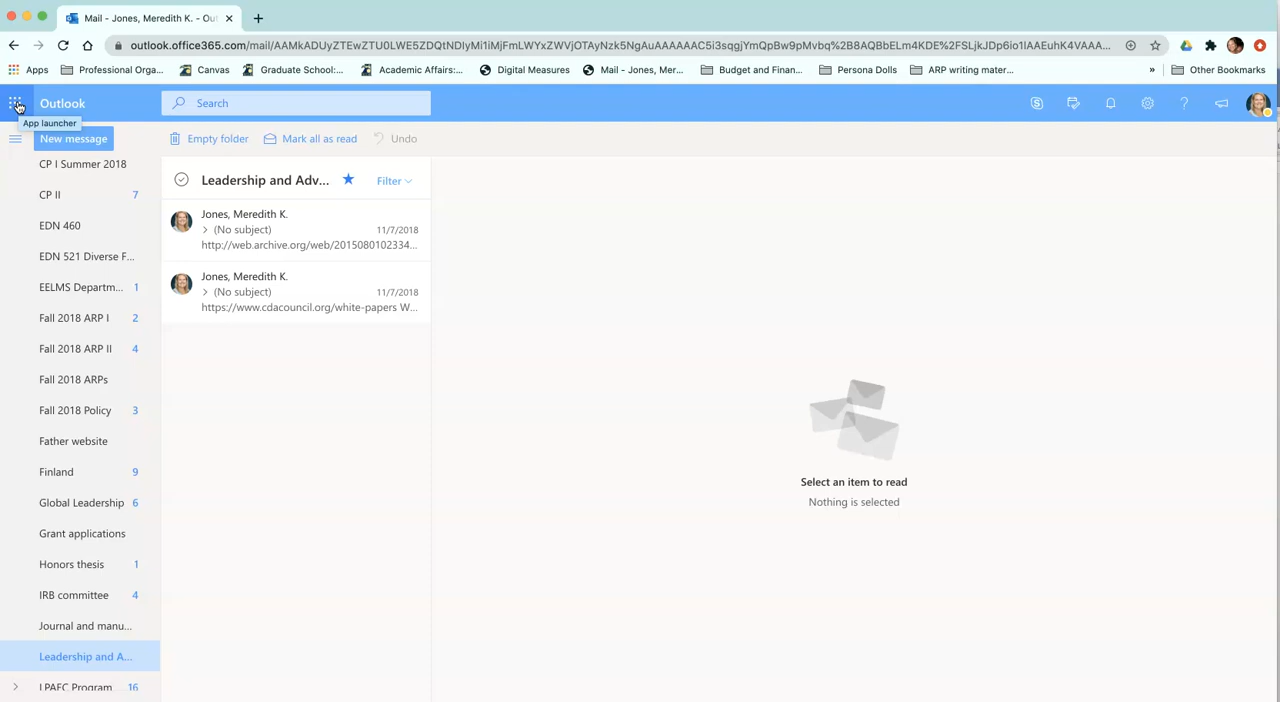 Mail - Jones, Meredith K. - Ou
outlook.office365.com/mail/AAMkADUyZTEwZTU0LWE5ZDQtNDIyMi1iMjFmLWYxZWVjOTAyNzk5NgAuAAAAAAC5i3sqgjYmQpBw9pMvbq%2B8AQBbELm4KDE%2FSLjkJDp6io1lAAEuhK4VAAA...
Apps
Professional Orga...
Canvas
Graduate School:...
Academic Affairs:...
Digital Measures
Mail - Jones, Mer...
Budget and Finan...
Persona Dolls
ARP writing mater...
»
Other Bookmarks
Outlook
Search
App launcher
New message
Empty folder
Mark all as read
Undo
CP I Summer 2018
CP II 7
EDN 460
EDN 521 Diverse F...
EELMS Departm... 1
Fall 2018 ARP I 2
Fall 2018 ARP II 4
Fall 2018 ARPs
Fall 2018 Policy 3
Father website
Finland 9
Global Leadership 6
Grant applications
Honors thesis 1
IRB committee 4
Journal and manu...
Leadership and A...
LPAEC Program 16
Leadership and Adv...
Filter
Jones, Meredith K.
(No subject) 11/7/2018
http://web.archive.org/web/2015080102334...
Jones, Meredith K.
(No subject) 11/7/2018
https://www.cdacouncil.org/white-papers W...
Select an item to read
Nothing is selected